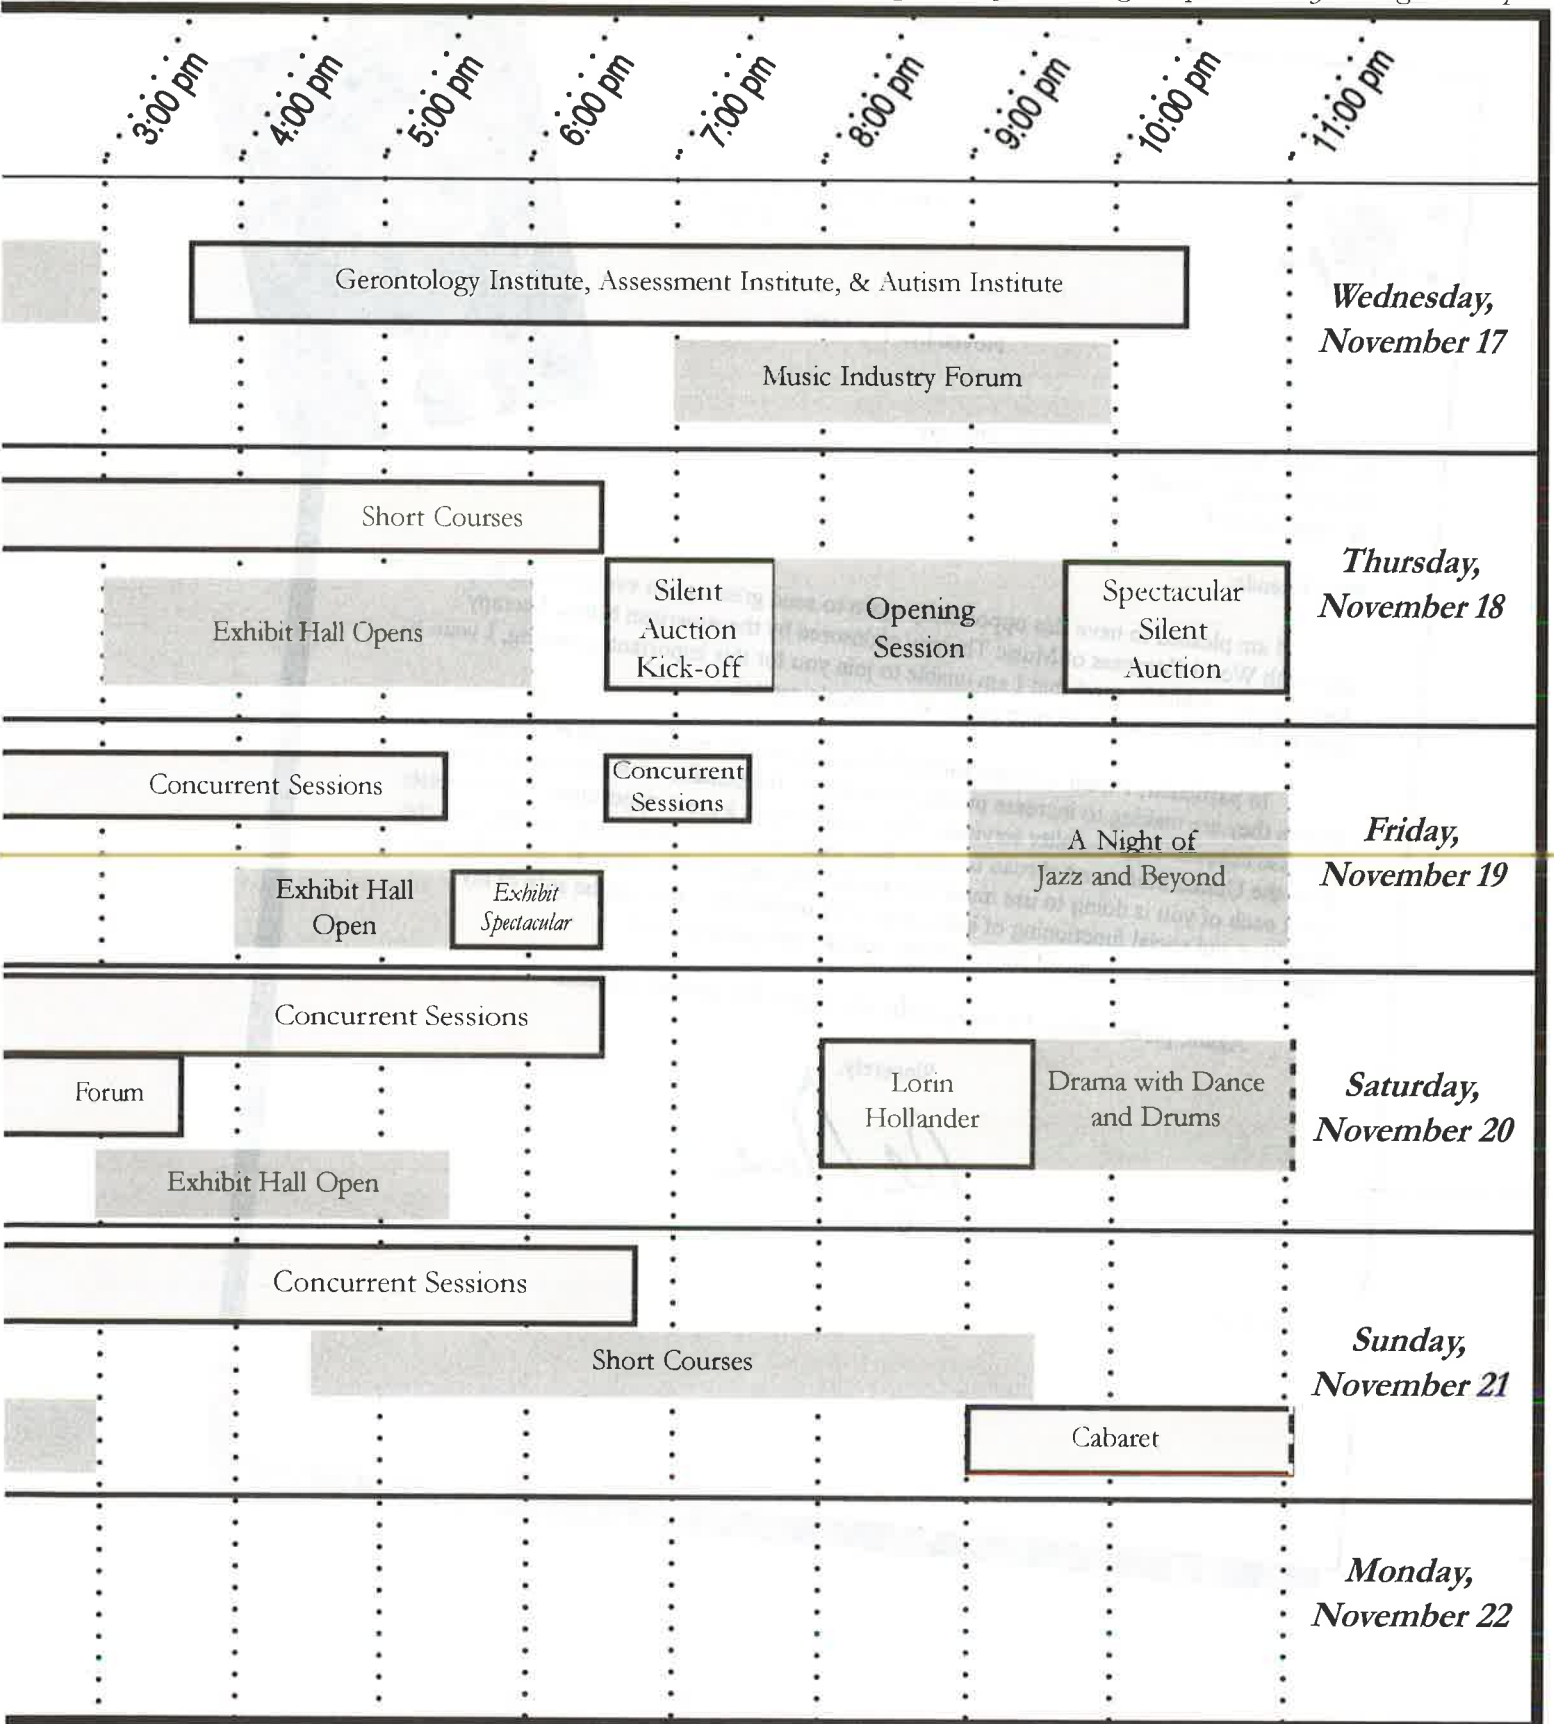 3:00 pm
4:00 pm
5:00 pm
6:00 pm
7:00 pm
8:00 pm
9:00 pm
10:00 pm
11:00 pm
Gerontology Institute, Assessment Institute, & Autism Institute
Music Industry Forum
Wednesday,
November 17
Short Courses
Exhibit Hall Opens
Silent
Auction
Kick-off
Opening
Session
Spectacular
Silent
Auction
Thursday,
November 18
Concurrent Sessions
Concurrent
Sessions
Exhibit Hall
Open
Exhibit
Spectacular
A Night of
Jazz and Beyond
Friday,
November 19
Concurrent Sessions
Forum
Exhibit Hall Open
Lorin
Hollander
Drama with Dance
and Drums
Saturday,
November 20
Concurrent Sessions
Short Courses
Cabaret
Sunday,
November 21
Monday,
November 22